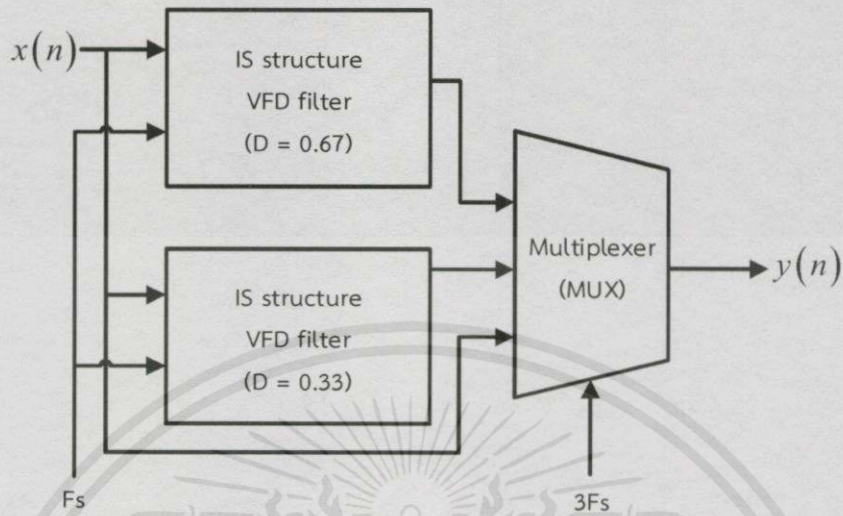 x(n)
IS structure
VFD filter
(D = 0.67)
IS structure
VFD filter
(D = 0.33)
Multiplexer
(MUX)
y(n)
Fs
3Fs